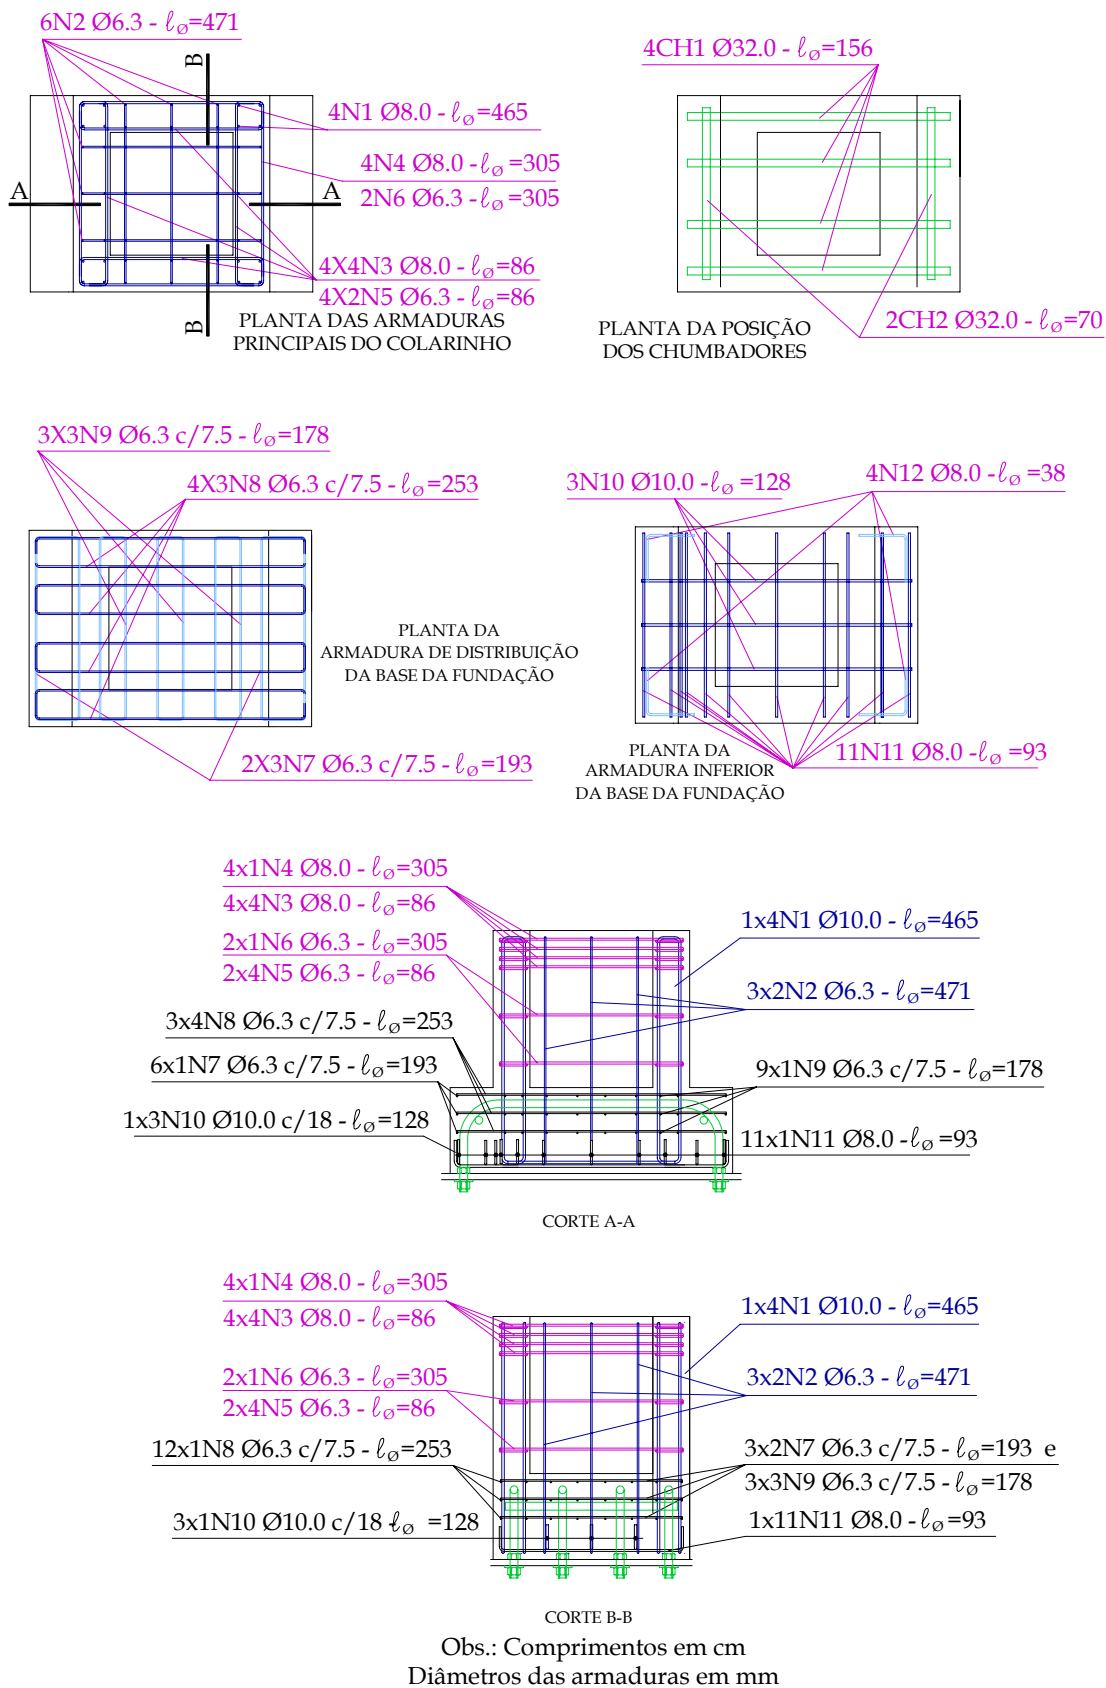 6N2 Ø6.3 - ℓø=471
B
4N1 Ø8.0 - ℓø=465
4N4 Ø8.0 - ℓø =305
2N6 Ø6.3 - ℓø =305
A
A
4X4N3 Ø8.0 - ℓø=86
4X2N5 Ø6.3 - ℓø=86
B
PLANTA DAS ARMADURAS
PRINCIPAIS DO COLARINHO
4CH1 Ø32.0 - ℓø=156
2CH2 Ø32.0 - ℓø=70
PLANTA DA POSIÇÃO
DOS CHUMBADORES
3X3N9 Ø6.3 c/7.5 - ℓø=178
4X3N8 Ø6.3 c/7.5 - ℓø=253
PLANTA DA
ARMADURA DE DISTRIBUIÇÃO
DA BASE DA FUNDAÇÃO
2X3N7 Ø6.3 c/7.5 - ℓø=193
3N10 Ø10.0 -ℓø =128
4N12 Ø8.0 -ℓø =38
11N11 Ø8.0 -ℓø =93
PLANTA DA
ARMADURA INFERIOR
DA BASE DA FUNDAÇÃO
4x1N4 Ø8.0 - ℓø=305
4x4N3 Ø8.0 - ℓø=86
2x1N6 Ø6.3 - ℓø=305
2x4N5 Ø6.3 - ℓø=86
3x4N8 Ø6.3 c/7.5 - ℓø=253
6x1N7 Ø6.3 c/7.5 - ℓø=193
1x3N10 Ø10.0 c/18 - ℓø=128
1x4N1 Ø10.0 - ℓø=465
3x2N2 Ø6.3 - ℓø=471
9x1N9 Ø6.3 c/7.5 - ℓø=178
11x1N11 Ø8.0 -ℓø=93
CORTE A-A
4x1N4 Ø8.0 - ℓø=305
4x4N3 Ø8.0 - ℓø=86
2x1N6 Ø6.3 - ℓø=305
2x4N5 Ø6.3 - ℓø=86
12x1N8 Ø6.3 c/7.5 - ℓø=253
3x1N10 Ø10.0 c/18 -ℓø =128
1x4N1 Ø10.0 - ℓø=465
3x2N2 Ø6.3 - ℓø=471
3x2N7 Ø6.3 c/7.5 - ℓø=193 e
3x3N9 Ø6.3 c/7.5 - ℓø=178
1x11N11 Ø8.0 -ℓø=93
CORTE B-B
Obs.: Comprimentos em cm
Diâmetros das armaduras em mm